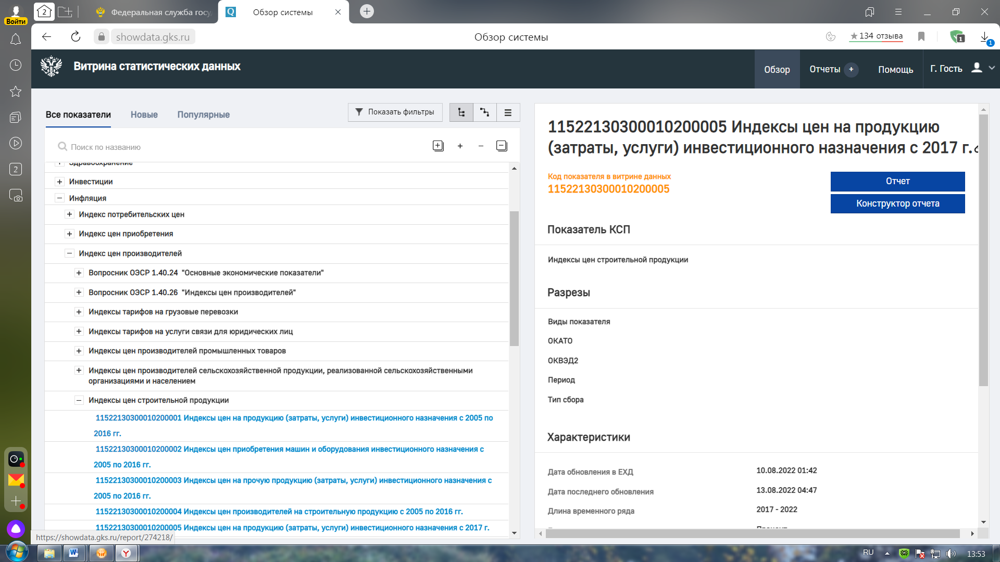 Войти
2
Федеральная служба госу
Q
Обзор системы
showdata.gks.ru
Обзор системы
134 отзыва
1
1
Витрина статистических данных
Обзор
Отчеты +
Помощь
Г. Гость
2
Все показатели
Новые
Популярные
Показать фильтры
Поиск по названию
Здравоохранение
Инвестиции
Инфляция
Индекс потребительских цен
Индекс цен приобретения
Индекс цен производителей
Вопросник ОЭСР 1.40.24 "Основные экономические показатели"
Вопросник ОЭСР 1.40.26 "Индексы цен производителей"
Индексы тарифов на грузовые перевозки
Индексы тарифов на услуги связи для юридических лиц
Индексы цен производителей промышленных товаров
Индексы цен производителей сельскохозяйственной продукции, реализованной сельскохозяйственными
организациями и населением
Индексы цен строительной продукции
11522130300010200001 Индексы цен на продукцию (затраты, услуги) инвестиционного назначения с 2005 по
2016 гг.
11522130300010200002 Индексы цен приобретения машин и оборудования инвестиционного назначения с
2005 по 2016 гг.
11522130300010200003 Индексы цен на прочую продукцию (затраты, услуги) инвестиционного назначения с
2005 по 2016 гг.
11522130300010200004 Индексы цен производителей на строительную продукцию с 2005 по 2016 гг.
11522130300010200005 Индексы цен на продукцию (затраты, услуги) инвестиционного назначения с 2017 г.
https://showdata.gks.ru/report/274218/
11522130300010200005 Индексы цен на продукцию
(затраты, услуги) инвестиционного назначения с 2017 г.
Код показателя в витрине данных
11522130300010200005
Отчет
Конструктор отчета
Показатель КСП
Индексы цен строительной продукции
Разрезы
Виды показателя
ОКАТО
ОКВЭД2
Период
Тип сбора
Характеристики
Дата обновления в ЕХД
10.08.2022 01:42
Дата последнего обновления
13.08.2022 04:47
Длина временного ряда
2017 - 2022
Процент
W
Y
RU
13:53